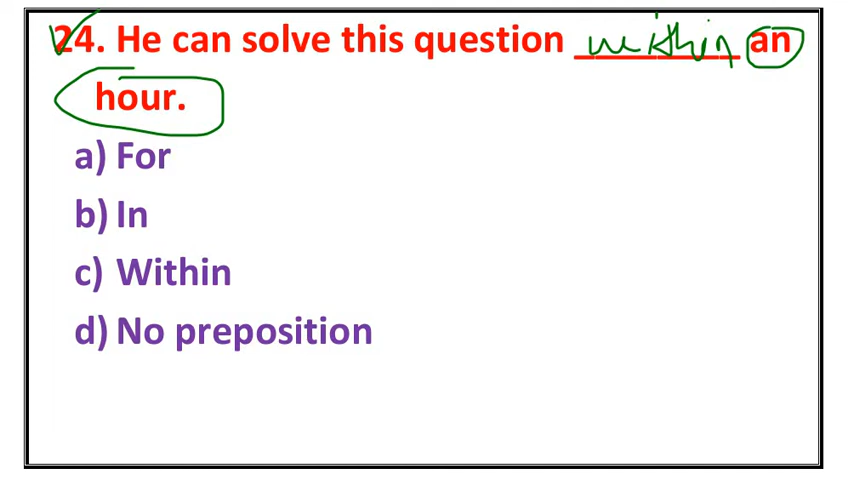 24. He can solve this question within an
hour.
a) For
b) In
c) Within
d) No preposition